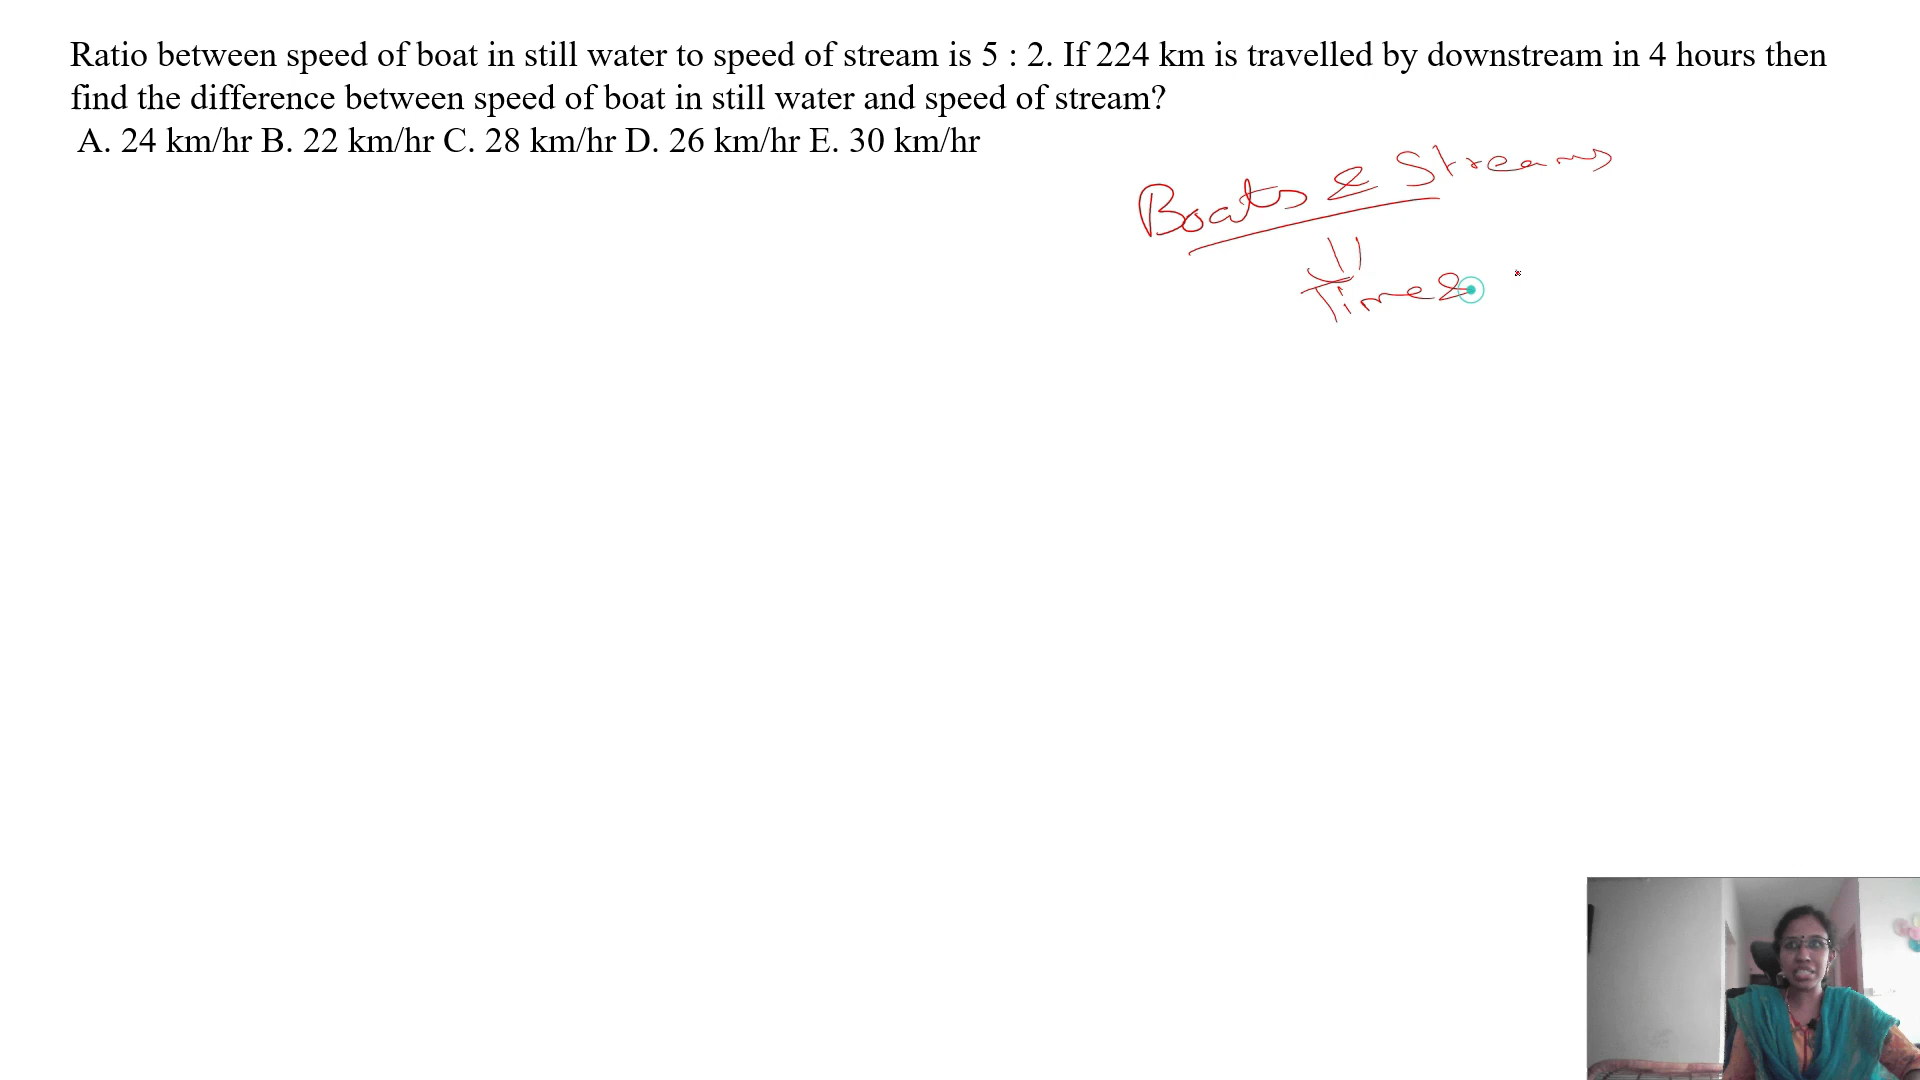 Ratio between speed of boat in still water to speed of stream is 5 : 2. If 224 km is travelled by downstream in 4 hours then
find the difference between speed of boat in still water and speed of stream?
A. 24 km/hr B. 22 km/hr C. 28 km/hr D. 26 km/hr E. 30 km/hr
Boats & Streams
Time &